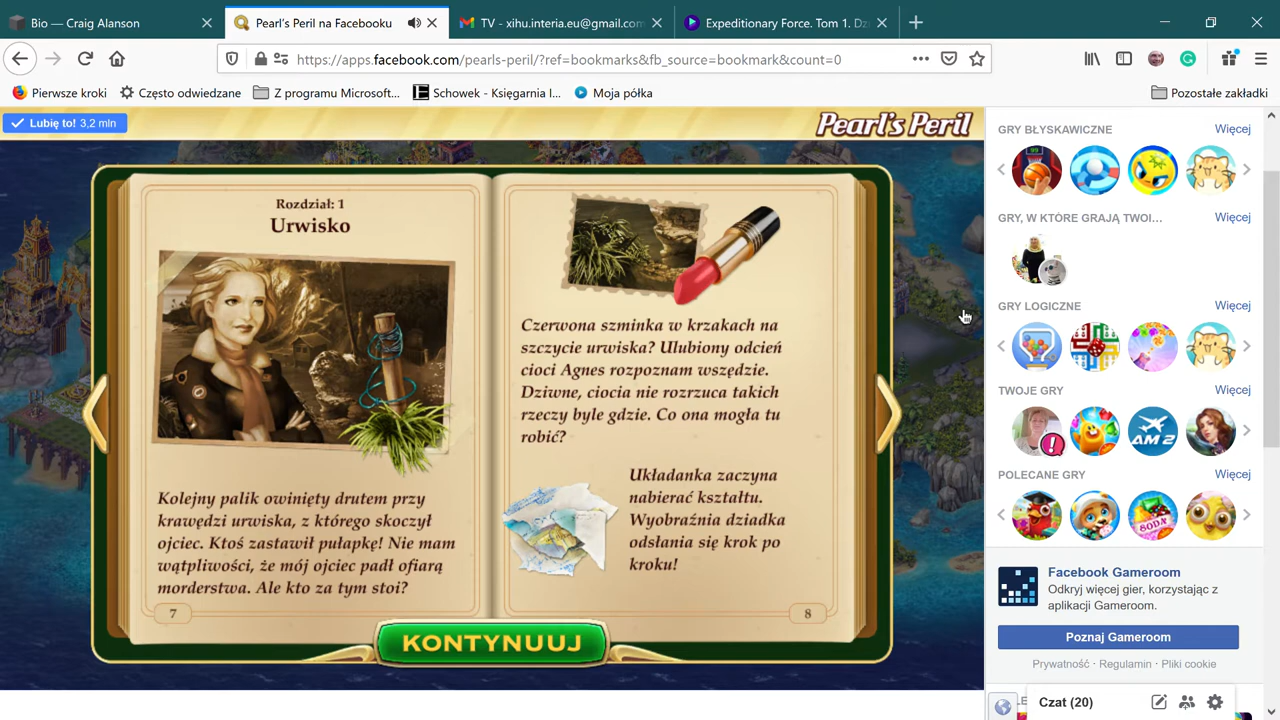 Bio — Craig Alanson
Pearl's Peril na Facebooku
TV - xihu.interia.eu@gmail.com
Expeditionary Force. Tom 1. Dz
https://apps.facebook.com/pearls-peril/?ref=bookmarks&fb_source=bookmark&count=0
Pierwsze kroki
Często odwiedzane
Z programu Microsoft...
Schowek - Księgarnia I...
Moja półka
Pozostałe zakładki
Lubię to! 3,2 mln
Pearl's Peril
Rozdział: 1
Urwisko
Kolejny palik owinięty drutem przy
krawędzi urwiska, z którego skoczył
ojciec. Ktoś zastawił pułapkę! Nie mam
wątpliwości, że mój ojciec padł ofiarą
morderstwa. Ale kto za tym stoi?
7
Czerwona szminka w krzakach na
szczycie urwiska? Ulubiony odcień
cioci Agnes rozpoznam wszędzie.
Dziwne, ciocia nie rozrzuca takich
rzeczy byle gdzie. Co ona mogła tu
robić?
Układanka zaczyna
nabierać kształtu.
Wyobraźnia dziadka
odsłania się krok po
kroku!
8
KONTYNUUJ
GRY BŁYSKAWICZNE
Więcej
GRY, W KTÓRE GRAJĄ TWOI...
Więcej
GRY LOGICZNE
Więcej
TWOJE GRY
Więcej
AM 2
POLECANE GRY
Więcej
SODA
Facebook Gameroom
Odkryj więcej gier, korzystając z
aplikacji Gameroom.
Poznaj Gameroom
Prywatność · Regulamin · Pliki cookie
Czat (20)